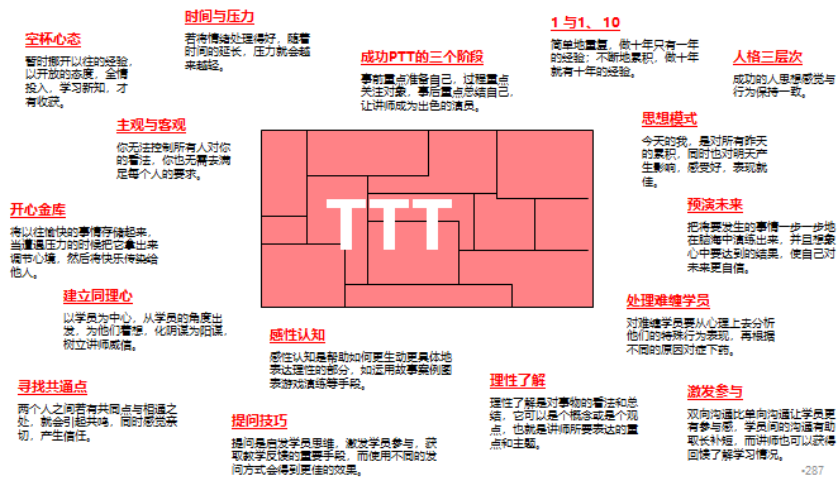 时间与压力
若将情绪处理得好，随着
时间的延长，压力就会越
来越轻。
1 与1、 10
简单地重复，做十年只有一年
的经验；不断地累积，做十年
就有十年的经验。
空杯心态
暂时挪开以往的经验，
以开放的态度，全情
投入，学习新知，才
有收获。
成功PTT的三个阶段
事前重点准备自己，过程重点
关注对象，事后重点总结自己，
让讲师成为出色的演员。
人格三层次
成功的人思想感觉与
行为保持一致。
主观与客观
你无法控制所有人对你
的看法，你也无需去满
足每个人的要求。
思想模式
今天的我，是对所有昨天
的累积，同时也对明天产
生影响，感受好，表现就
佳。
开心金库
将以往愉快的事情存储起来，
当遭遇压力的时候把它拿出来
调节心境，然后将快乐传染给
他人。
TTT
预演未来
把将要发生的事情一步一步地
在脑海中演练出来，并且想象
心中要达到的结果，使自己对
未来更自信。
建立同理心
以学员为中心，从学员的角度出
发，为他们着想，化阴谋为阳谋，
树立讲师威信。
处理难缠学员
对难缠学员要从心理上去分析
他们的特殊行为表现，再根据
不同的原因对症下药。
感性认知
感性认知是帮助如何更生动更具体地
表达理性的部分，如运用故事案例图
表游戏演练等手段。
寻找共通点
两个人之间若有共同点与相通之
处，就会引起共鸣，同时感觉亲
切，产生信任。
理性了解
理性了解是对事物的看法和总
结，它可以是个概念或是个观
点，也就是讲师所要表达的重
点和主题。
激发参与
双向沟通比单向沟通让学员更
有参与感，学员间的沟通有助
取长补短，而讲师也可以获得
回馈了解学习情况。
提问技巧
提问是启发学员思维，激发学员参与，获
取教学反馈的重要手段，而使用不同的发
问方式会得到更佳的效果。
-287